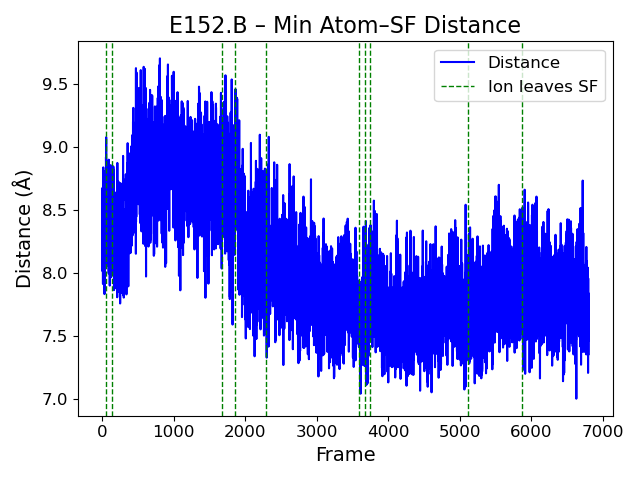 E152.B – Min Atom–SF Distance
Distance
Ion leaves SF
Distance (Å)
9.5
9.0
8.5
8.0
7.5
7.0
0 1000 2000 3000 4000 5000 6000 7000
Frame